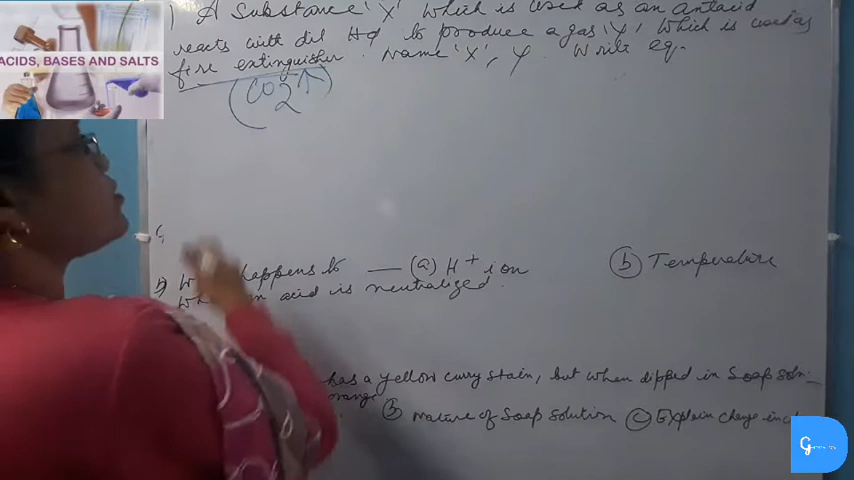 ) A Substance 'X' which is used as an antacid
reacts with dil to produce a gas 'Y' which is used as
fire extinguisher. Name 'X', Y. Write eq.
(CO2↑)
ACIDS, BASES AND SALTS
happens to — (a) H+ ion (b) Temperature
acid is neutralized.
has a yellow curry stain, but when dipped in Soap soln.
(b) nature of Soap solution (c) Explain change in